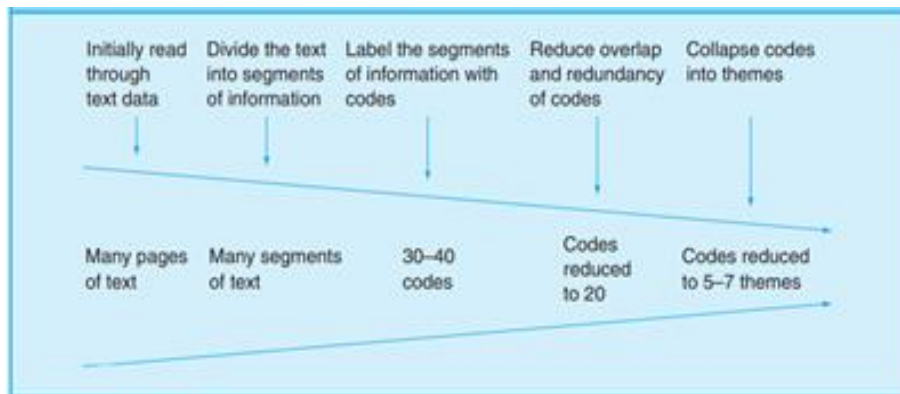 Initially read
through
text data
Divide the text
into segments
of information
Label the segments
of information with
codes
Reduce overlap
and redundancy
of codes
Collapse codes
into themes
Many pages
of text
Many segments
of text
30–40
codes
Codes
reduced
to 20
Codes reduced
to 5–7 themes